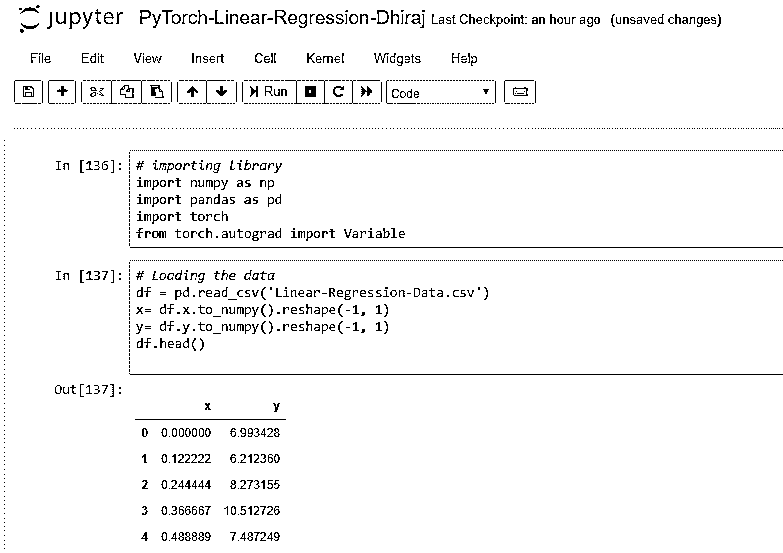 jupyter PyTorch-Linear-Regression-Dhiraj Last Checkpoint: an hour ago (unsaved changes)
File Edit View Insert Cell Kernel Widgets Help
Run Code
In [136]: # importing library
import numpy as np
import pandas as pd
import torch
from torch.autograd import Variable
In [137]: # Loading the data
df = pd.read_csv('Linear-Regression-Data.csv')
x= df.x.to_numpy().reshape(-1, 1)
y= df.y.to_numpy().reshape(-1, 1)
df.head()
Out[137]:
x y
0 0.000000 6.993428
1 0.122222 6.212360
2 0.244444 8.273155
3 0.366667 10.512726
4 0.488889 7.487249